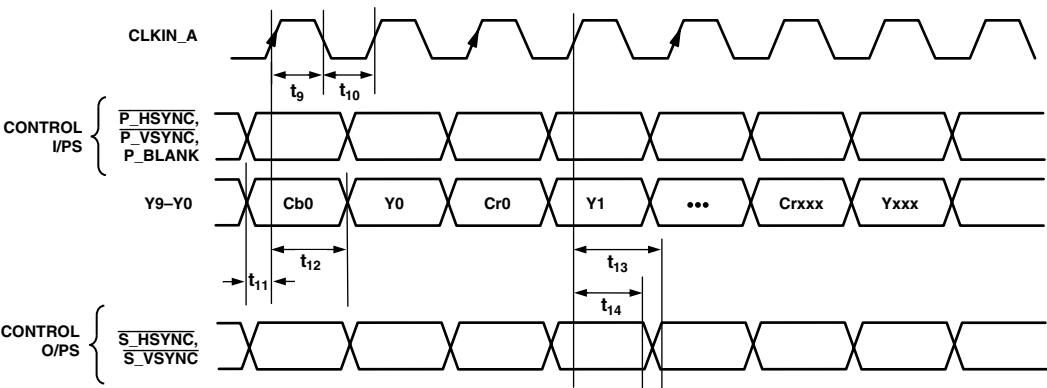 CLKIN_A
t9
t10
CONTROL
I/PS
P_HSYNC,
P_VSYNC,
P_BLANK
Y9–Y0
Cb0
Y0
Cr0
Y1
•••
Crxxx
Yxxx
t12
t13
t11
t14
CONTROL
O/PS
S_HSYNC,
S_VSYNC